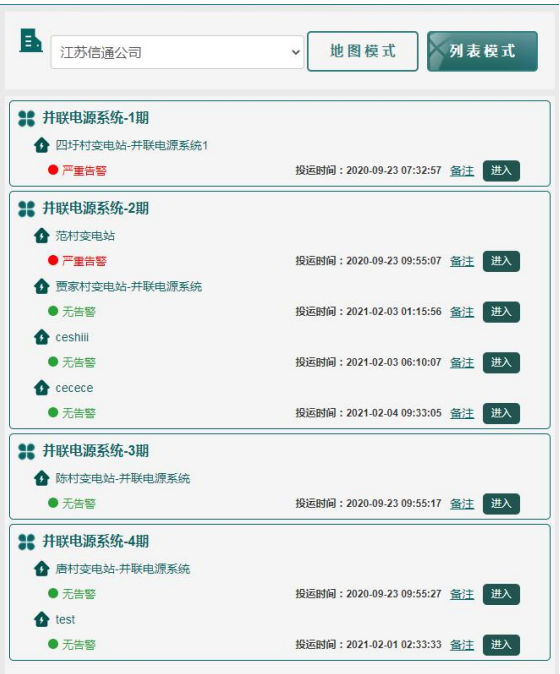 江苏信通公司 地图模式 列表模式
并联电源系统-1期
四圩村变电站-并联电源系统1
严重告警 投运时间：2020-09-23 07:32:57 备注 进入
并联电源系统-2期
范村变电站
严重告警 投运时间：2020-09-23 09:55:07 备注 进入
贾家村变电站-并联电源系统
无告警 投运时间：2021-02-03 01:15:56 备注 进入
ceshiii
无告警 投运时间：2021-02-03 06:10:07 备注 进入
cecece
无告警 投运时间：2021-02-04 09:33:05 备注 进入
并联电源系统-3期
陈村变电站-并联电源系统
无告警 投运时间：2020-09-23 09:55:17 备注 进入
并联电源系统-4期
唐村变电站-并联电源系统
无告警 投运时间：2020-09-23 09:55:27 备注 进入
test
无告警 投运时间：2021-02-01 02:33:33 备注 进入